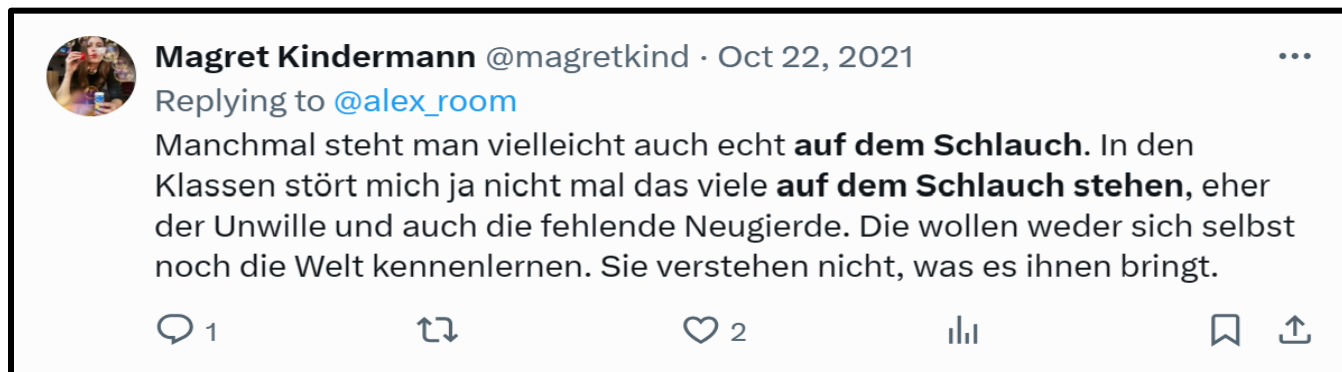 Magret Kindermann @magretkind · Oct 22, 2021
Replying to @alex_room
Manchmal steht man vielleicht auch echt auf dem Schlauch. In den
Klassen stört mich ja nicht mal das viele auf dem Schlauch stehen, eher
der Unwille und auch die fehlende Neugierde. Die wollen weder sich selbst
noch die Welt kennenlernen. Sie verstehen nicht, was es ihnen bringt.
1 2